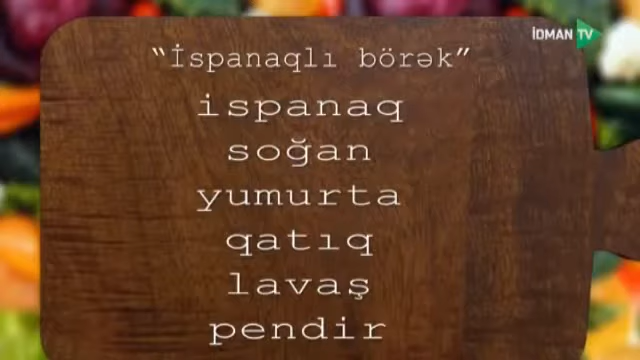 İDMAN TV
“İspanaqlı börək”
ispanaq
soğan
yumurta
qatıq
lavaş
pendir